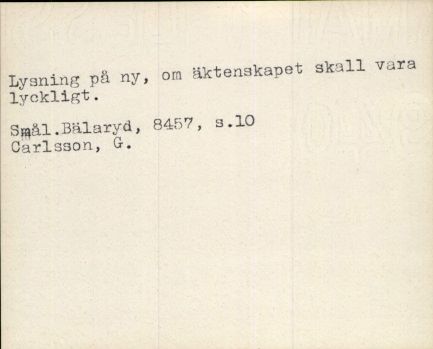 Lysning på ny, om äktenskapet skall vara
lyckligt.
Smål.Bälaryd, 8457, s.10
Carlsson, G.